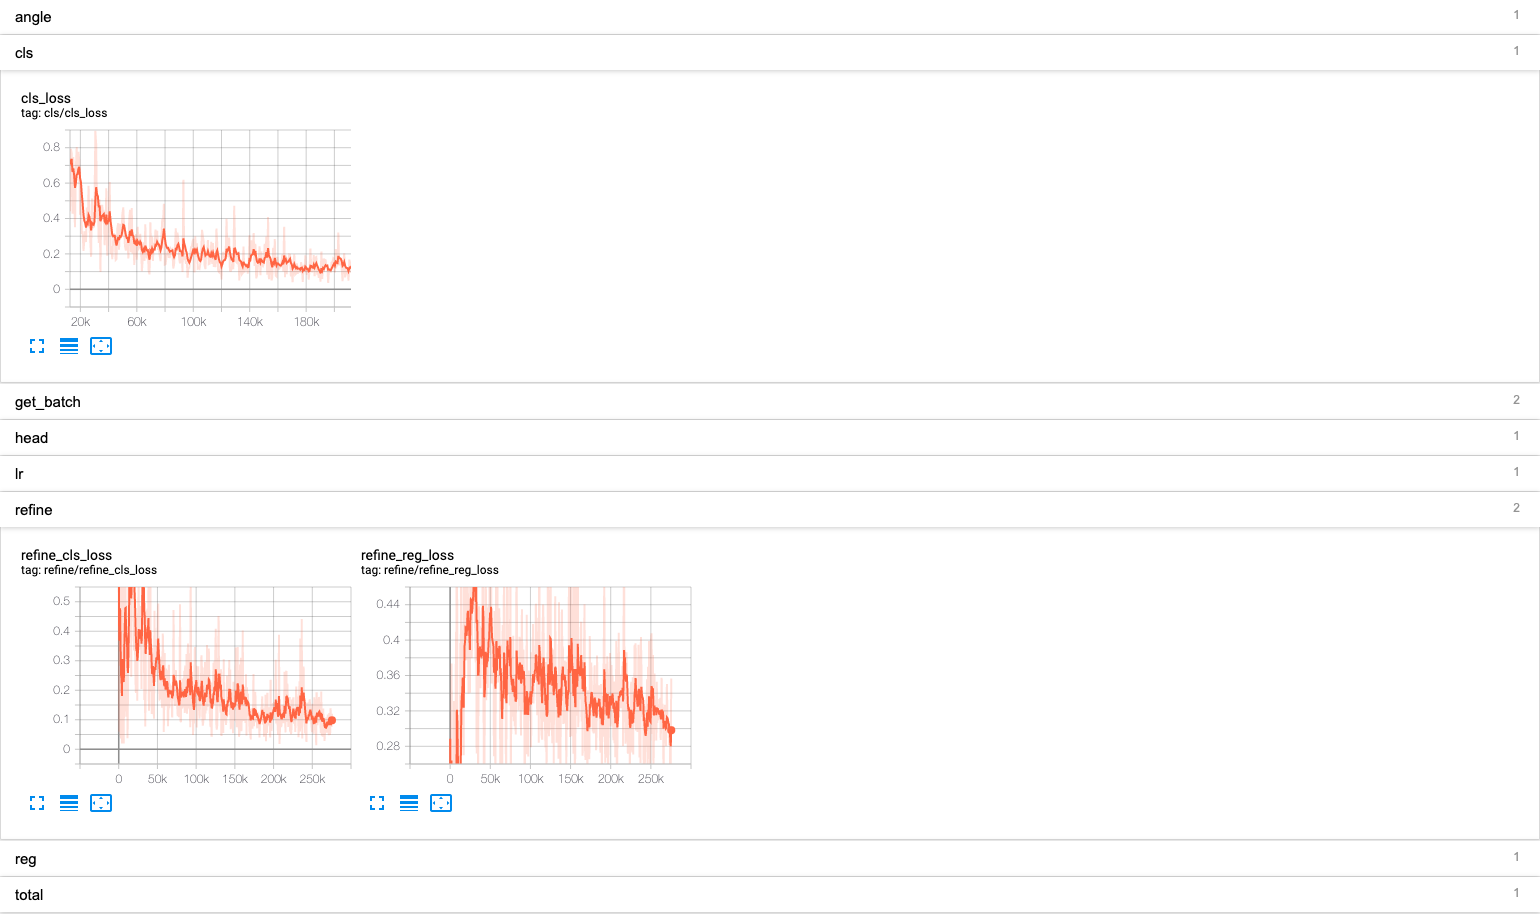 angle 1
cls 1
cls_loss
tag: cls/cls_loss
0.8
0.6
0.4
0.2
0
20k 60k 100k 140k 180k
get_batch 2
head 1
lr 1
refine 2
refine_cls_loss
tag: refine/refine_cls_loss
0.5
0.4
0.3
0.2
0.1
0
0 50k 100k 150k 200k 250k
refine_reg_loss
tag: refine/refine_reg_loss
0.44
0.4
0.36
0.32
0.28
0 50k 100k 150k 200k 250k
reg 1
total 1